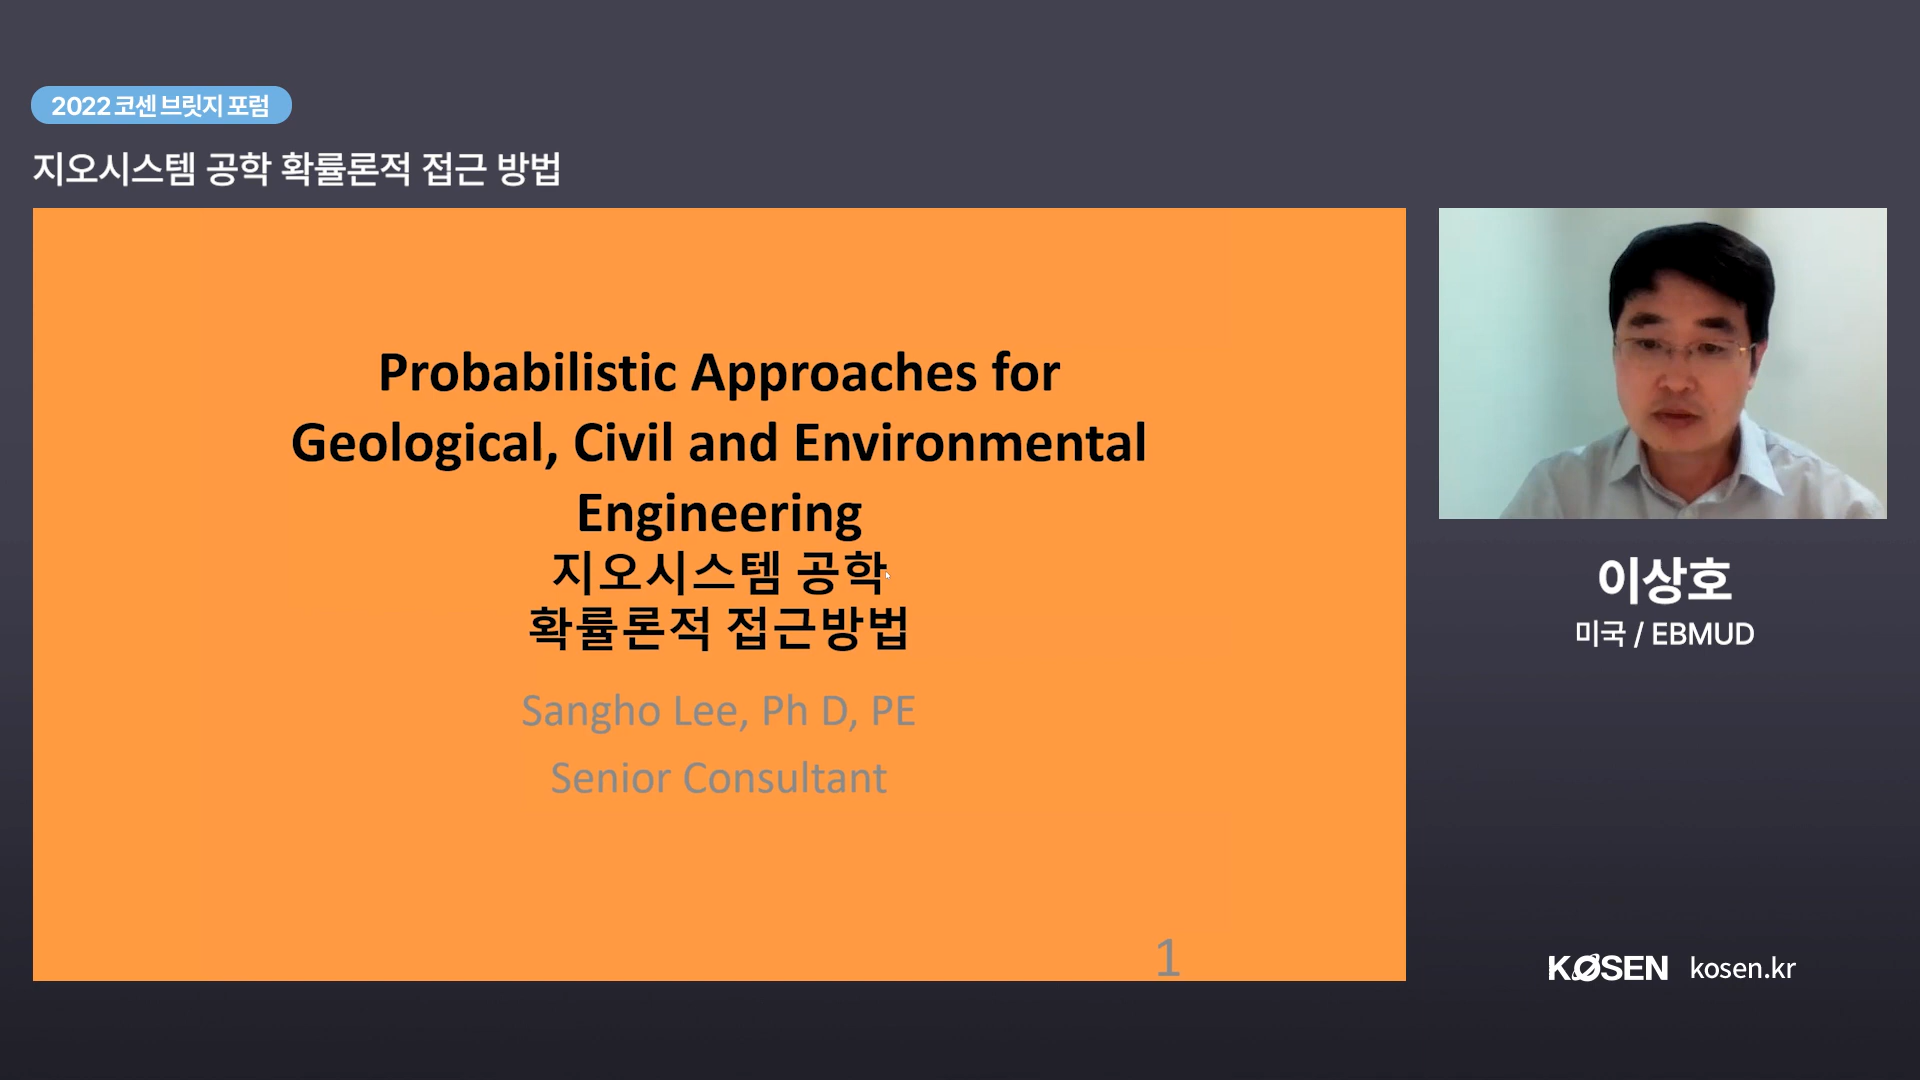 2022 코센 브릿지 포럼
지오시스템 공학 확률론적 접근 방법
Probabilistic Approaches for
Geological, Civil and Environmental
Engineering
지오시스템 공학
확률론적 접근방법
Sangho Lee, Ph D, PE
Senior Consultant
1
이상호
미국 / EBMUD
KOSEN kosen.kr